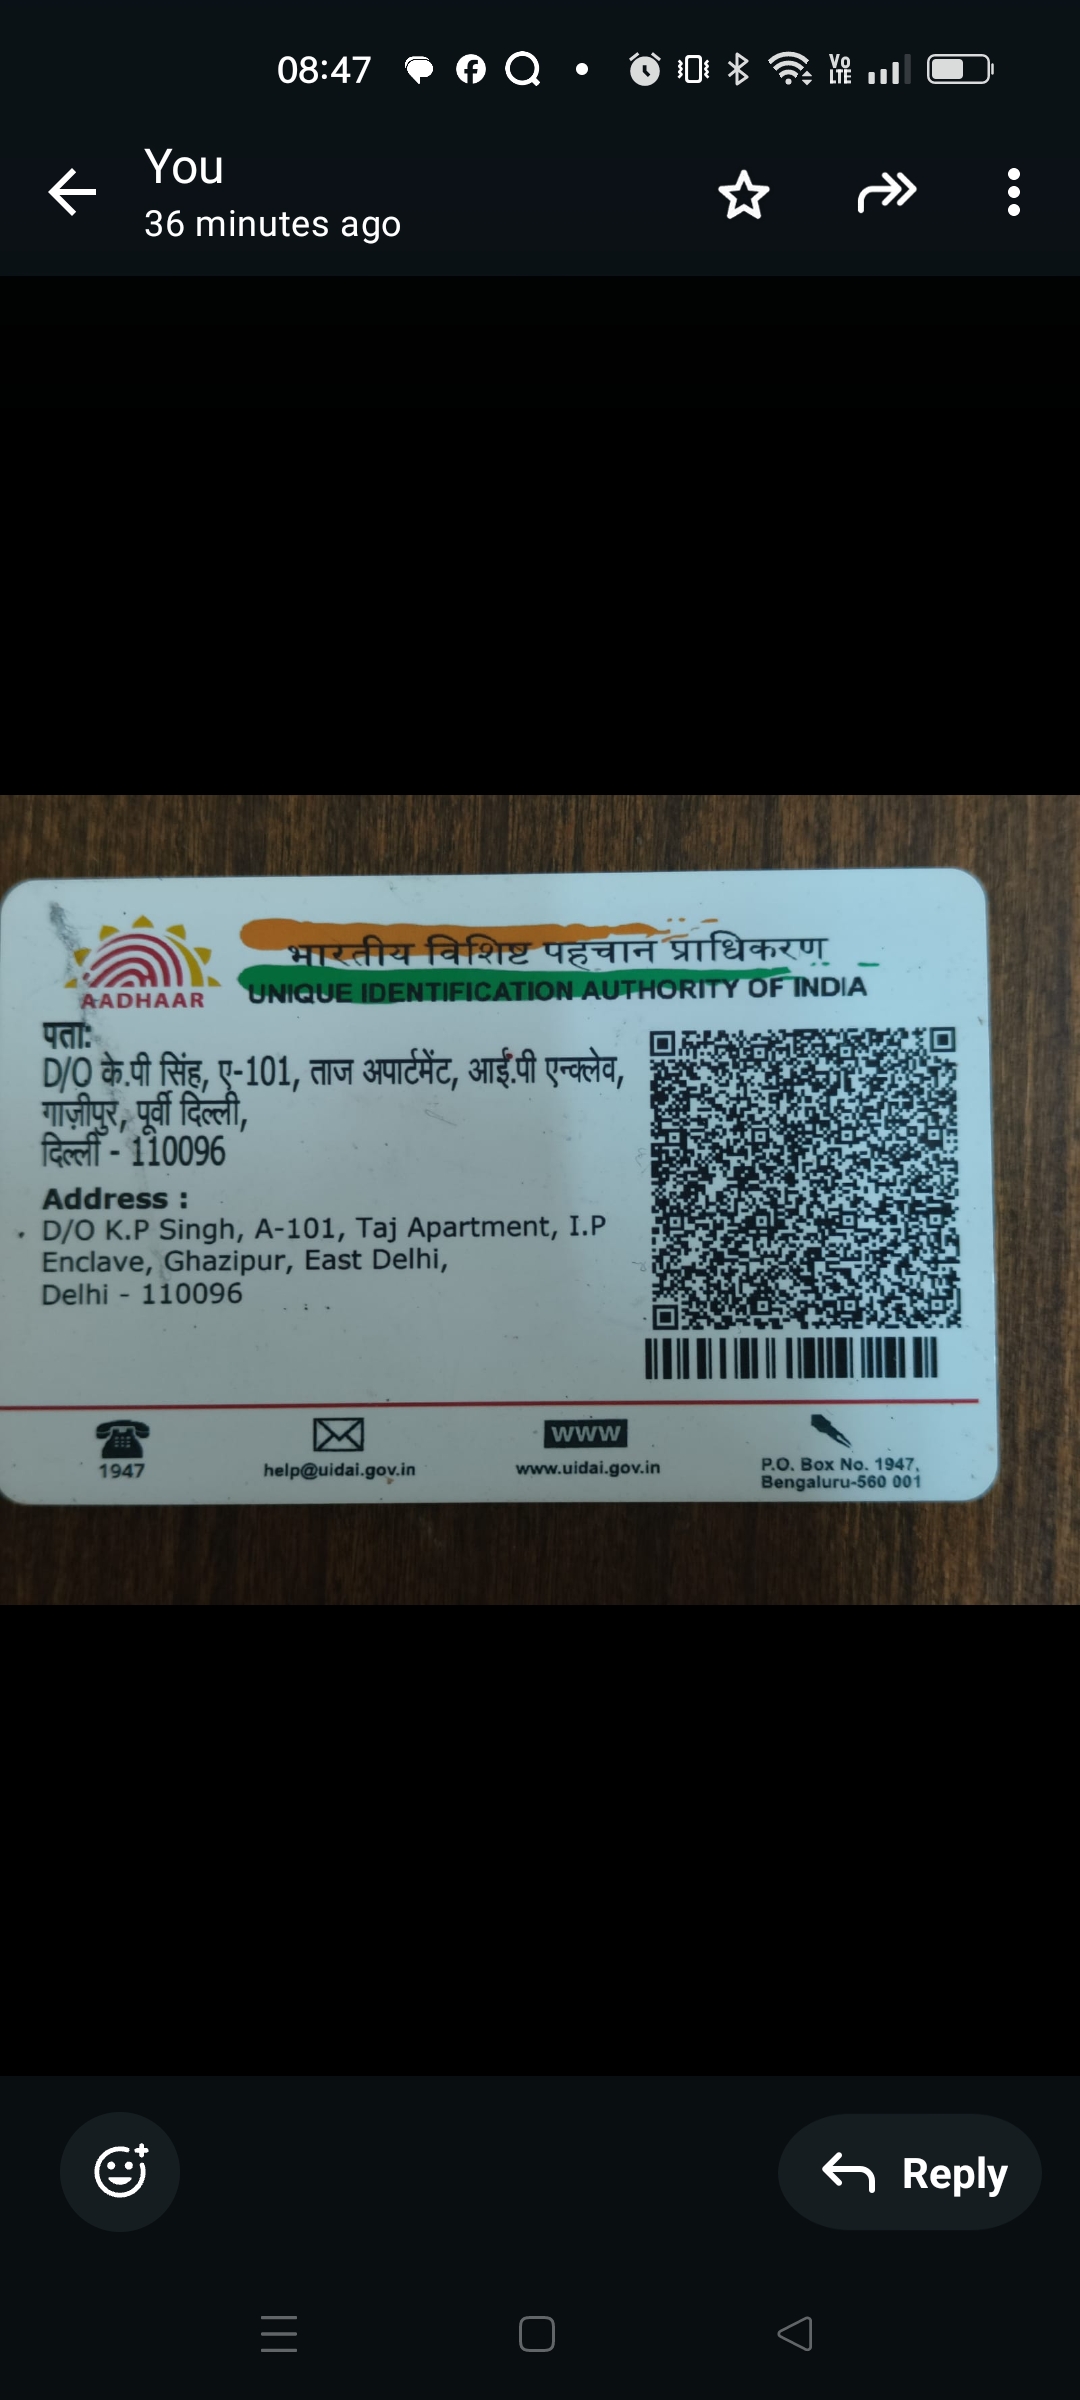 08:47
Vo LTE
You
36 minutes ago
भारतीय विशिष्ट पहचान प्राधिकरण
AADHAAR
UNIQUE IDENTIFICATION AUTHORITY OF INDIA
पता:
D/O के.पी सिंह, ए-101, ताज अपार्टमेंट, आई.पी एन्क्लेव,
गाज़ीपुर, पूर्वी दिल्ली,
दिल्ली - 110096
Address :
D/O K.P Singh, A-101, Taj Apartment, I.P
Enclave, Ghazipur, East Delhi,
Delhi - 110096
1947
help@uidai.gov.in
www
www.uidai.gov.in
P.O. Box No. 1947,
Bengaluru-560 001
Reply